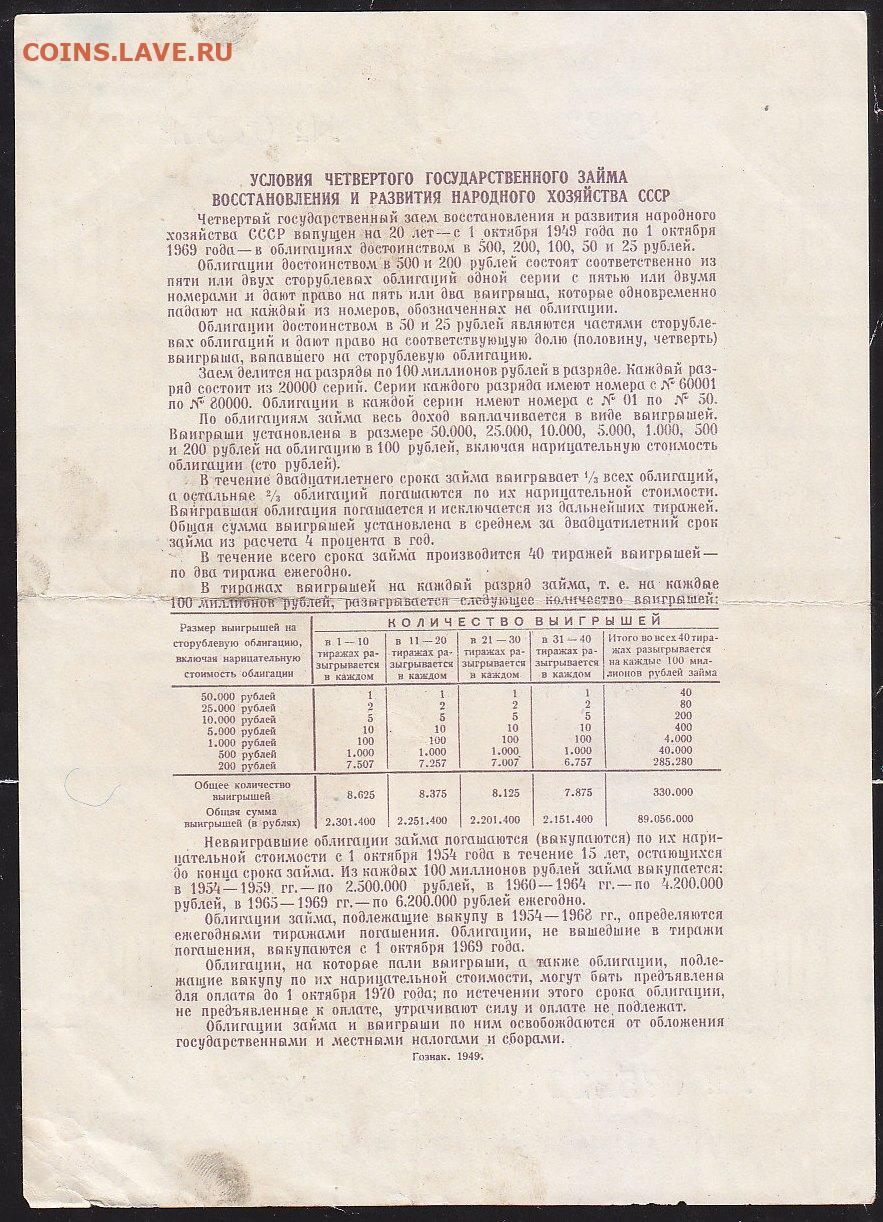 COINS.LAVE.RU
УСЛОВИЯ ЧЕТВЕРТОГО ГОСУДАРСТВЕННОГО ЗАЙМА
ВОССТАНОВЛЕНИЯ И РАЗВИТИЯ НАРОДНОГО ХОЗЯЙСТВА СССР
Четвертый государственный заем восстановления и развития народного
хозяйства СССР выпущен на 20 лет — с 1 октября 1949 года по 1 октября
1969 года — в облигациях достоинством в 500, 200, 100, 50 и 25 рублей.
Облигации достоинством в 500 и 200 рублей состоят соответственно из
пяти или двух сторублевых облигаций одной серии с пятью или двумя
номерами и дают право на пять или два выигрыша, которые одновременно
падают на каждый из номеров, обозначенных на облигации.
Облигации достоинством в 50 и 25 рублей являются частями сторубле-
вых облигаций и дают право на соответствующую долю (половину, четверть)
выигрыша, выпавшего на сторублевую облигацию.
Заем делится на разряды по 100 миллионов рублей в разряде. Каждый раз-
ряд состоит из 20000 серий. Серии каждого разряда имеют номера с № 60001
по № 80000. Облигации в каждой серии имеют номера с № 01 по № 50.
По облигациям займа весь доход выплачивается в виде выигрышей.
Выигрыши установлены в размере 50.000, 25.000, 10.000, 5.000, 1.000, 500
и 200 рублей на облигацию в 100 рублей, включая нарицательную стоимость
облигации (сто рублей).
В течение двадцатилетнего срока займа выигрывает 1/3 всех облигаций,
а остальные 2/3 облигаций погашаются по их нарицательной стоимости.
Выигравшая облигация погашается и исключается из дальнейших тиражей.
Общая сумма выигрышей установлена в среднем за двадцатилетний срок
займа из расчета 4 процента в год.
В течение всего срока займа производится 40 тиражей выигрышей —
по два тиража ежегодно.
В тиражах выигрышей на каждый разряд займа, т. е. на каждые
100 миллионов рублей, разыгрывается следующее количество выигрышей:
Размер выигрышей на сторублевую облигацию, включая нарицательную стоимость облигации
КОЛИЧЕСТВО ВЫИГРЫШЕЙ
в 1—10 тиражах разыгрывается в каждом | в 11—20 тиражах разыгрывается в каждом | в 21—30 тиражах разыгрывается в каждом | в 31—40 тиражах разыгрывается в каждом | Итого во всех 40 тиражах разыгрывается на каждые 100 миллионов рублей займа
50.000 рублей 1 1 1 1 40
25.000 рублей 2 2 2 2 80
10.000 рублей 5 5 5 5 200
5.000 рублей 10 10 10 10 400
1.000 рублей 100 100 100 100 4.000
500 рублей 1.000 1.000 1.000 1.000 40.000
200 рублей 7.507 7.257 7.007 6.757 285.280
Общее количество выигрышей 8.625 8.375 8.125 7.875 330.000
Общая сумма выигрышей (в рублях) 2.301.400 2.251.400 2.201.400 2.151.400 89.056.000
Невыигравшие облигации займа погашаются (выкупаются) по их нари-
цательной стоимости с 1 октября 1954 года в течение 15 лет, остающихся
до конца срока займа. Из каждых 100 миллионов рублей займа выкупается:
в 1954—1959 гг. — по 2.500.000 рублей, в 1960—1964 гг. — по 4.200.000
рублей, в 1965—1969 гг. — по 6.200.000 рублей ежегодно.
Облигации займа, подлежащие выкупу в 1954—1968 гг., определяются
ежегодными тиражами погашения. Облигации, не вышедшие в тиражи
погашения, выкупаются с 1 октября 1969 года.
Облигации, на которые пали выигрыши, а также облигации, подле-
жащие выкупу по их нарицательной стоимости, могут быть предъявлены
для оплаты до 1 октября 1970 года; по истечении этого срока облигации,
не предъявленные к оплате, утрачивают силу и оплате не подлежат.
Облигации займа и выигрыши по ним освобождаются от обложения
государственными и местными налогами и сборами.
Гознак. 1949.